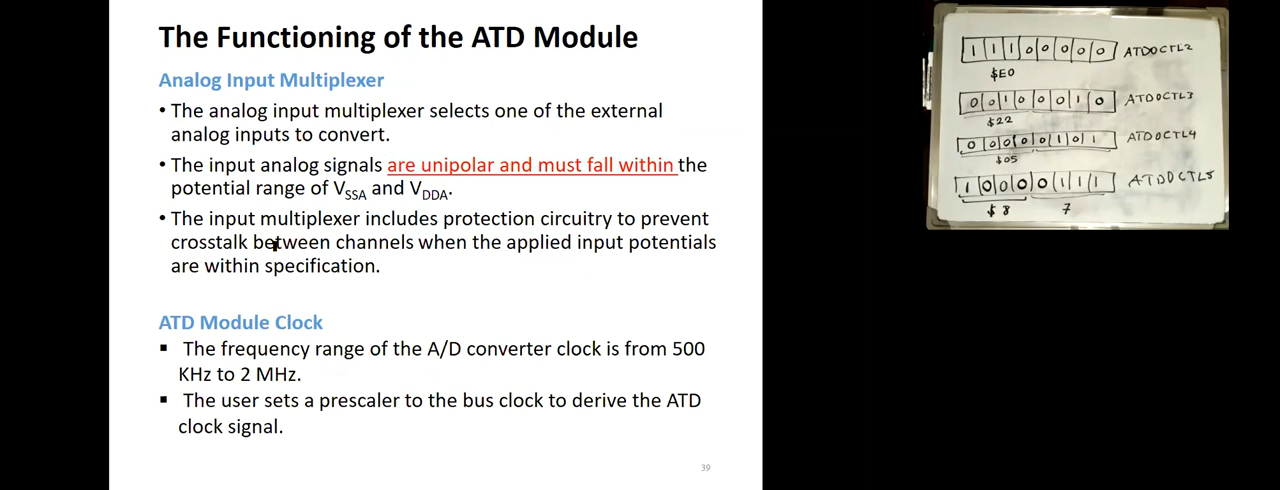 The Functioning of the ATD Module
Analog Input Multiplexer
• The analog input multiplexer selects one of the external
analog inputs to convert.
• The input analog signals are unipolar and must fall within the
potential range of VSSA and VDDA.
• The input multiplexer includes protection circuitry to prevent
crosstalk between channels when the applied input potentials
are within specification.
ATD Module Clock
▪ The frequency range of the A/D converter clock is from 500
KHz to 2 MHz.
▪ The user sets a prescaler to the bus clock to derive the ATD
clock signal.
39
1 1 1 0 0 0 0 0 ATD0CTL2
$E0
0 0 1 0 0 0 1 0 ATD0CTL3
$22
0 0 0 0 0 1 0 1 ATD0CTL4
$05
1 0 0 0 0 1 1 1 ATD0CTL5
$ 8 7